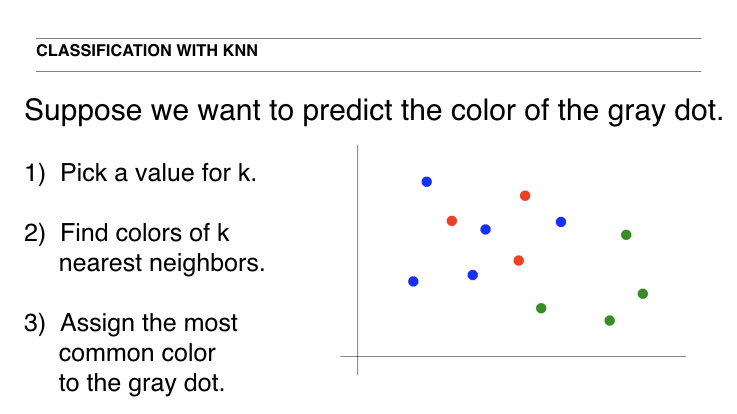 CLASSIFICATION WITH KNN
Suppose we want to predict the color of the gray dot.
1) Pick a value for k.
2) Find colors of k
nearest neighbors.
3) Assign the most
common color
to the gray dot.